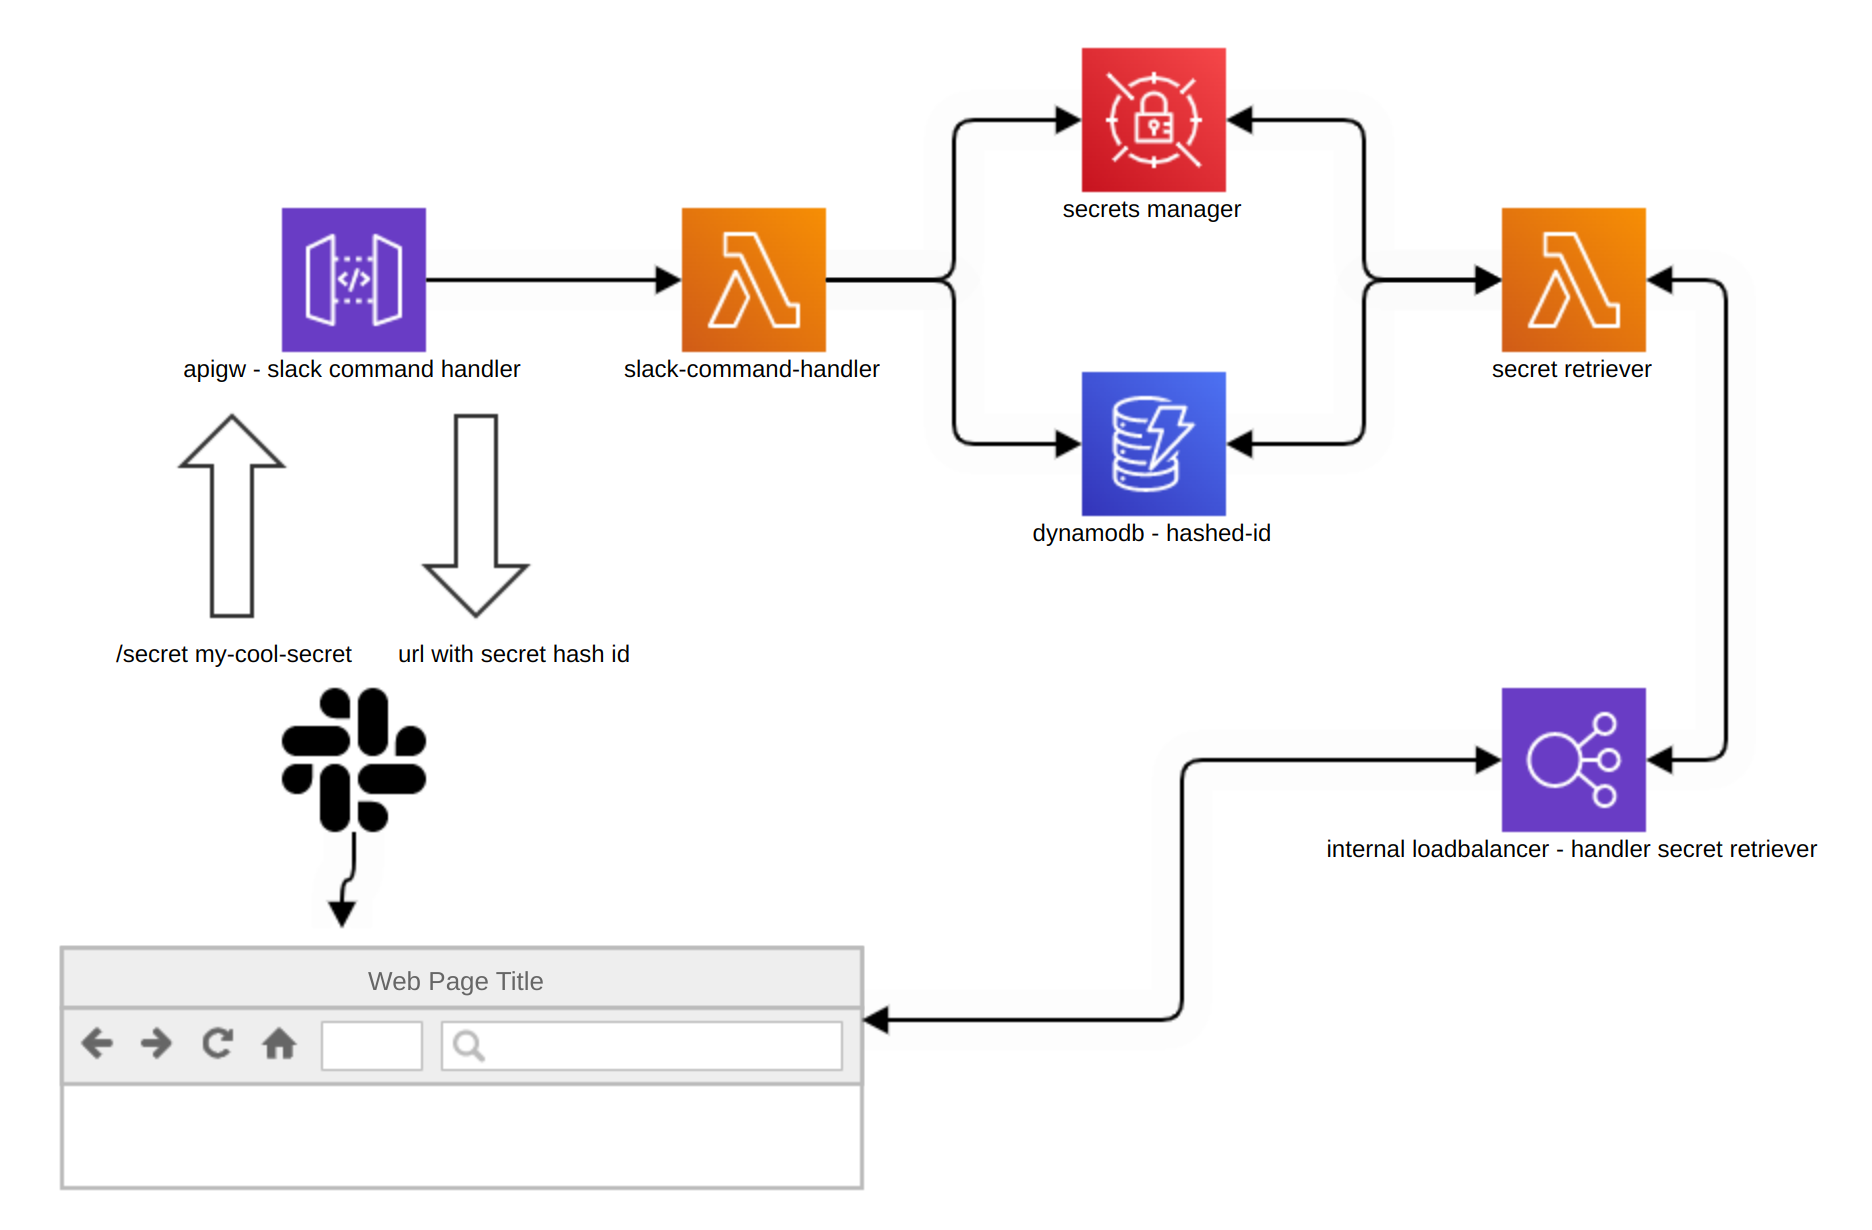 secrets manager
apigw - slack command handler
slack-command-handler
secret retriever
dynamodb - hashed-id
/secret my-cool-secret
url with secret hash id
internal loadbalancer - handler secret retriever
Web Page Title